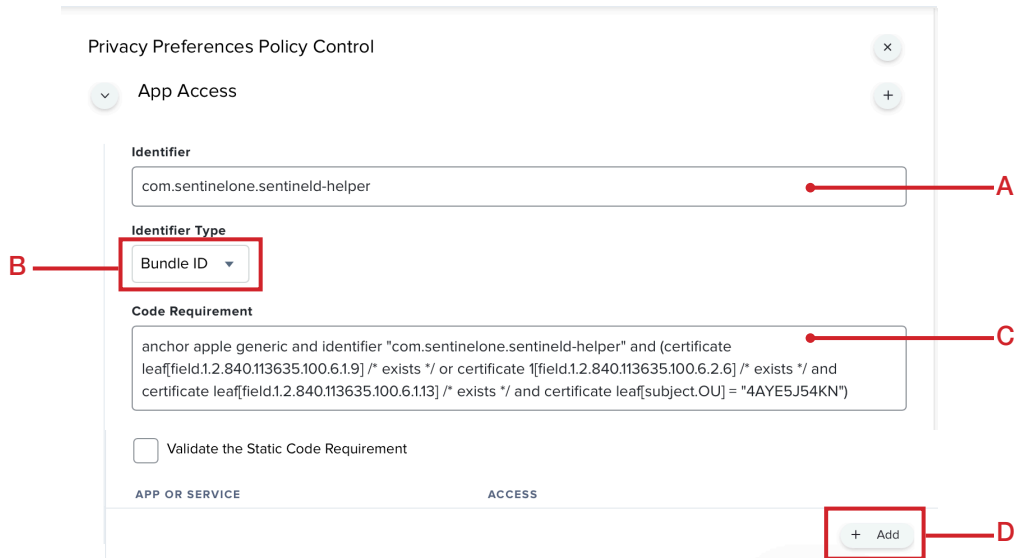 Privacy Preferences Policy Control
App Access
Identifier
com.sentinelone.sentineld-helper
A
Identifier Type
B
Bundle ID
Code Requirement
C
anchor apple generic and identifier "com.sentinelone.sentineld-helper" and (certificate
leaf[field.1.2.840.113635.100.6.1.9] /* exists */ or certificate 1[field.1.2.840.113635.100.6.2.6] /* exists */ and
certificate leaf[field.1.2.840.113635.100.6.1.13] /* exists */ and certificate leaf[subject.OU] = "4AYE5J54KN")
Validate the Static Code Requirement
APP OR SERVICE ACCESS
+ Add
D